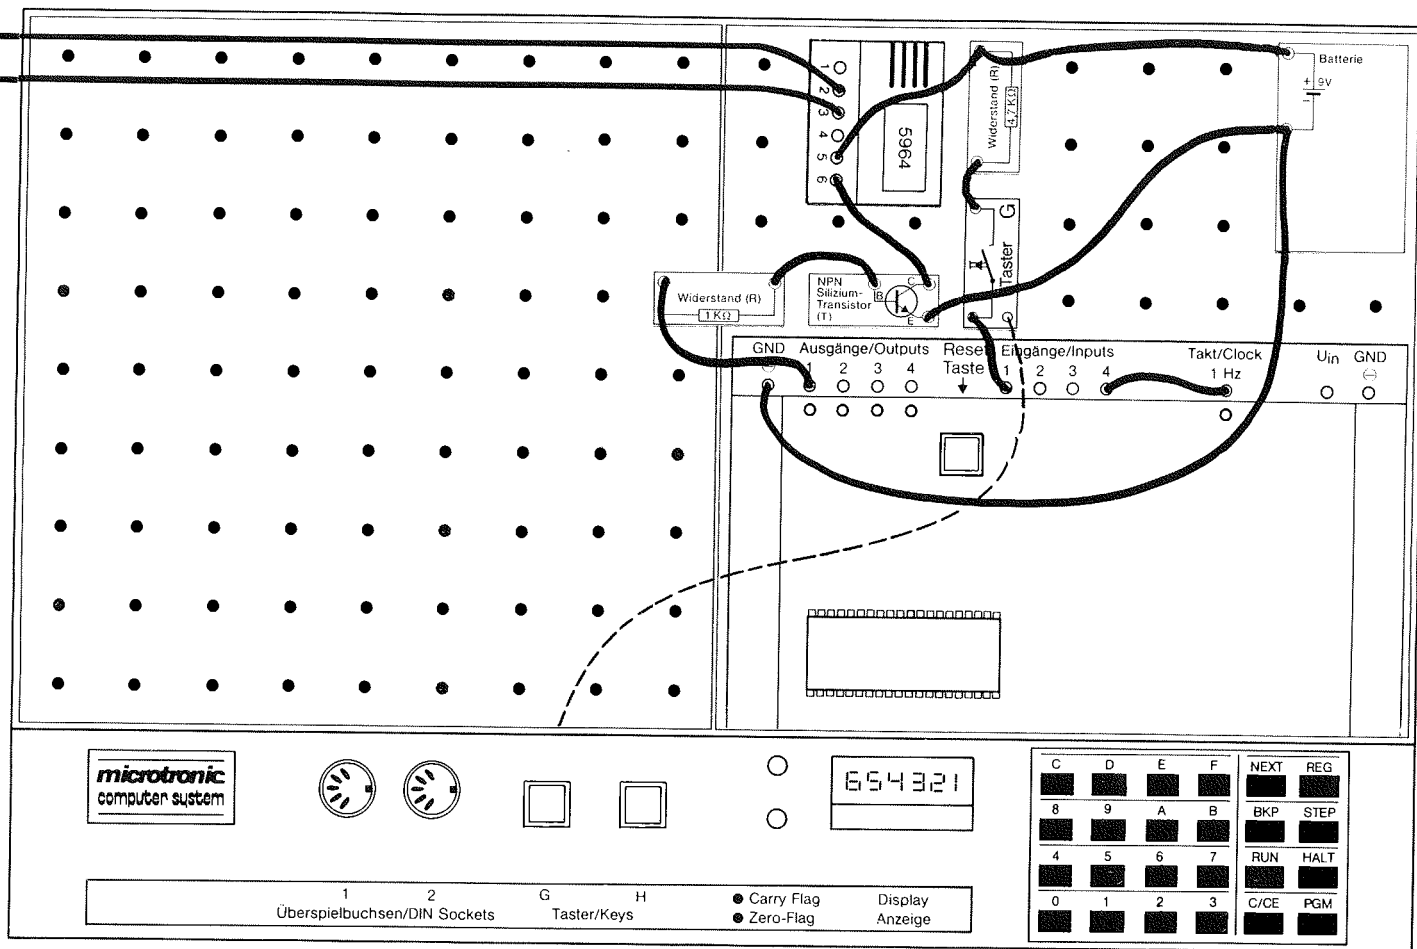 1
2
3
4
5
6
5964
Widerstand (R)
4,7 KΩ
Batterie
+ 9V
-
G
Taster
Widerstand (R)
1 KΩ
NPN
Silizium-
Transistor
(T)
B
C
E
GND Ausgänge/Outputs Reset Eingänge/Inputs Takt/Clock Uin GND
1 2 3 4 Taste 1 2 3 4 1 Hz
microtronic
computer system
654321
C D E F NEXT REG
8 9 A B BKP STEP
4 5 6 7 RUN HALT
0 1 2 3 C/CE PGM
1 2 G H Carry Flag Display
Überspielbuchsen/DIN Sockets Taster/Keys Zero-Flag Anzeige